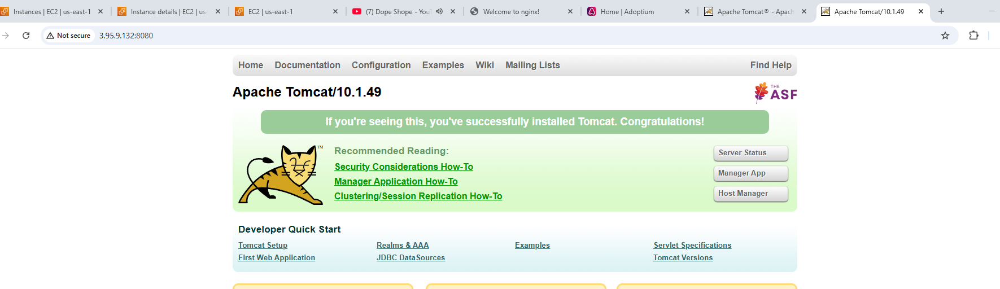 Instances | EC2 | us-east-1
Instance details | EC2 | us-
EC2 | us-east-1
(7) Dope Shope - YouT
Welcome to nginx!
Home | Adoptium
Apache Tomcat® - Apach
Apache Tomcat/10.1.49
Not secure 3.95.9.132:8080
Home Documentation Configuration Examples Wiki Mailing Lists Find Help
Apache Tomcat/10.1.49
THE
ASF
If you're seeing this, you've successfully installed Tomcat. Congratulations!
TM
Recommended Reading:
Security Considerations How-To
Manager Application How-To
Clustering/Session Replication How-To
Server Status
Manager App
Host Manager
Developer Quick Start
Tomcat Setup
First Web Application
Realms & AAA
JDBC DataSources
Examples
Servlet Specifications
Tomcat Versions